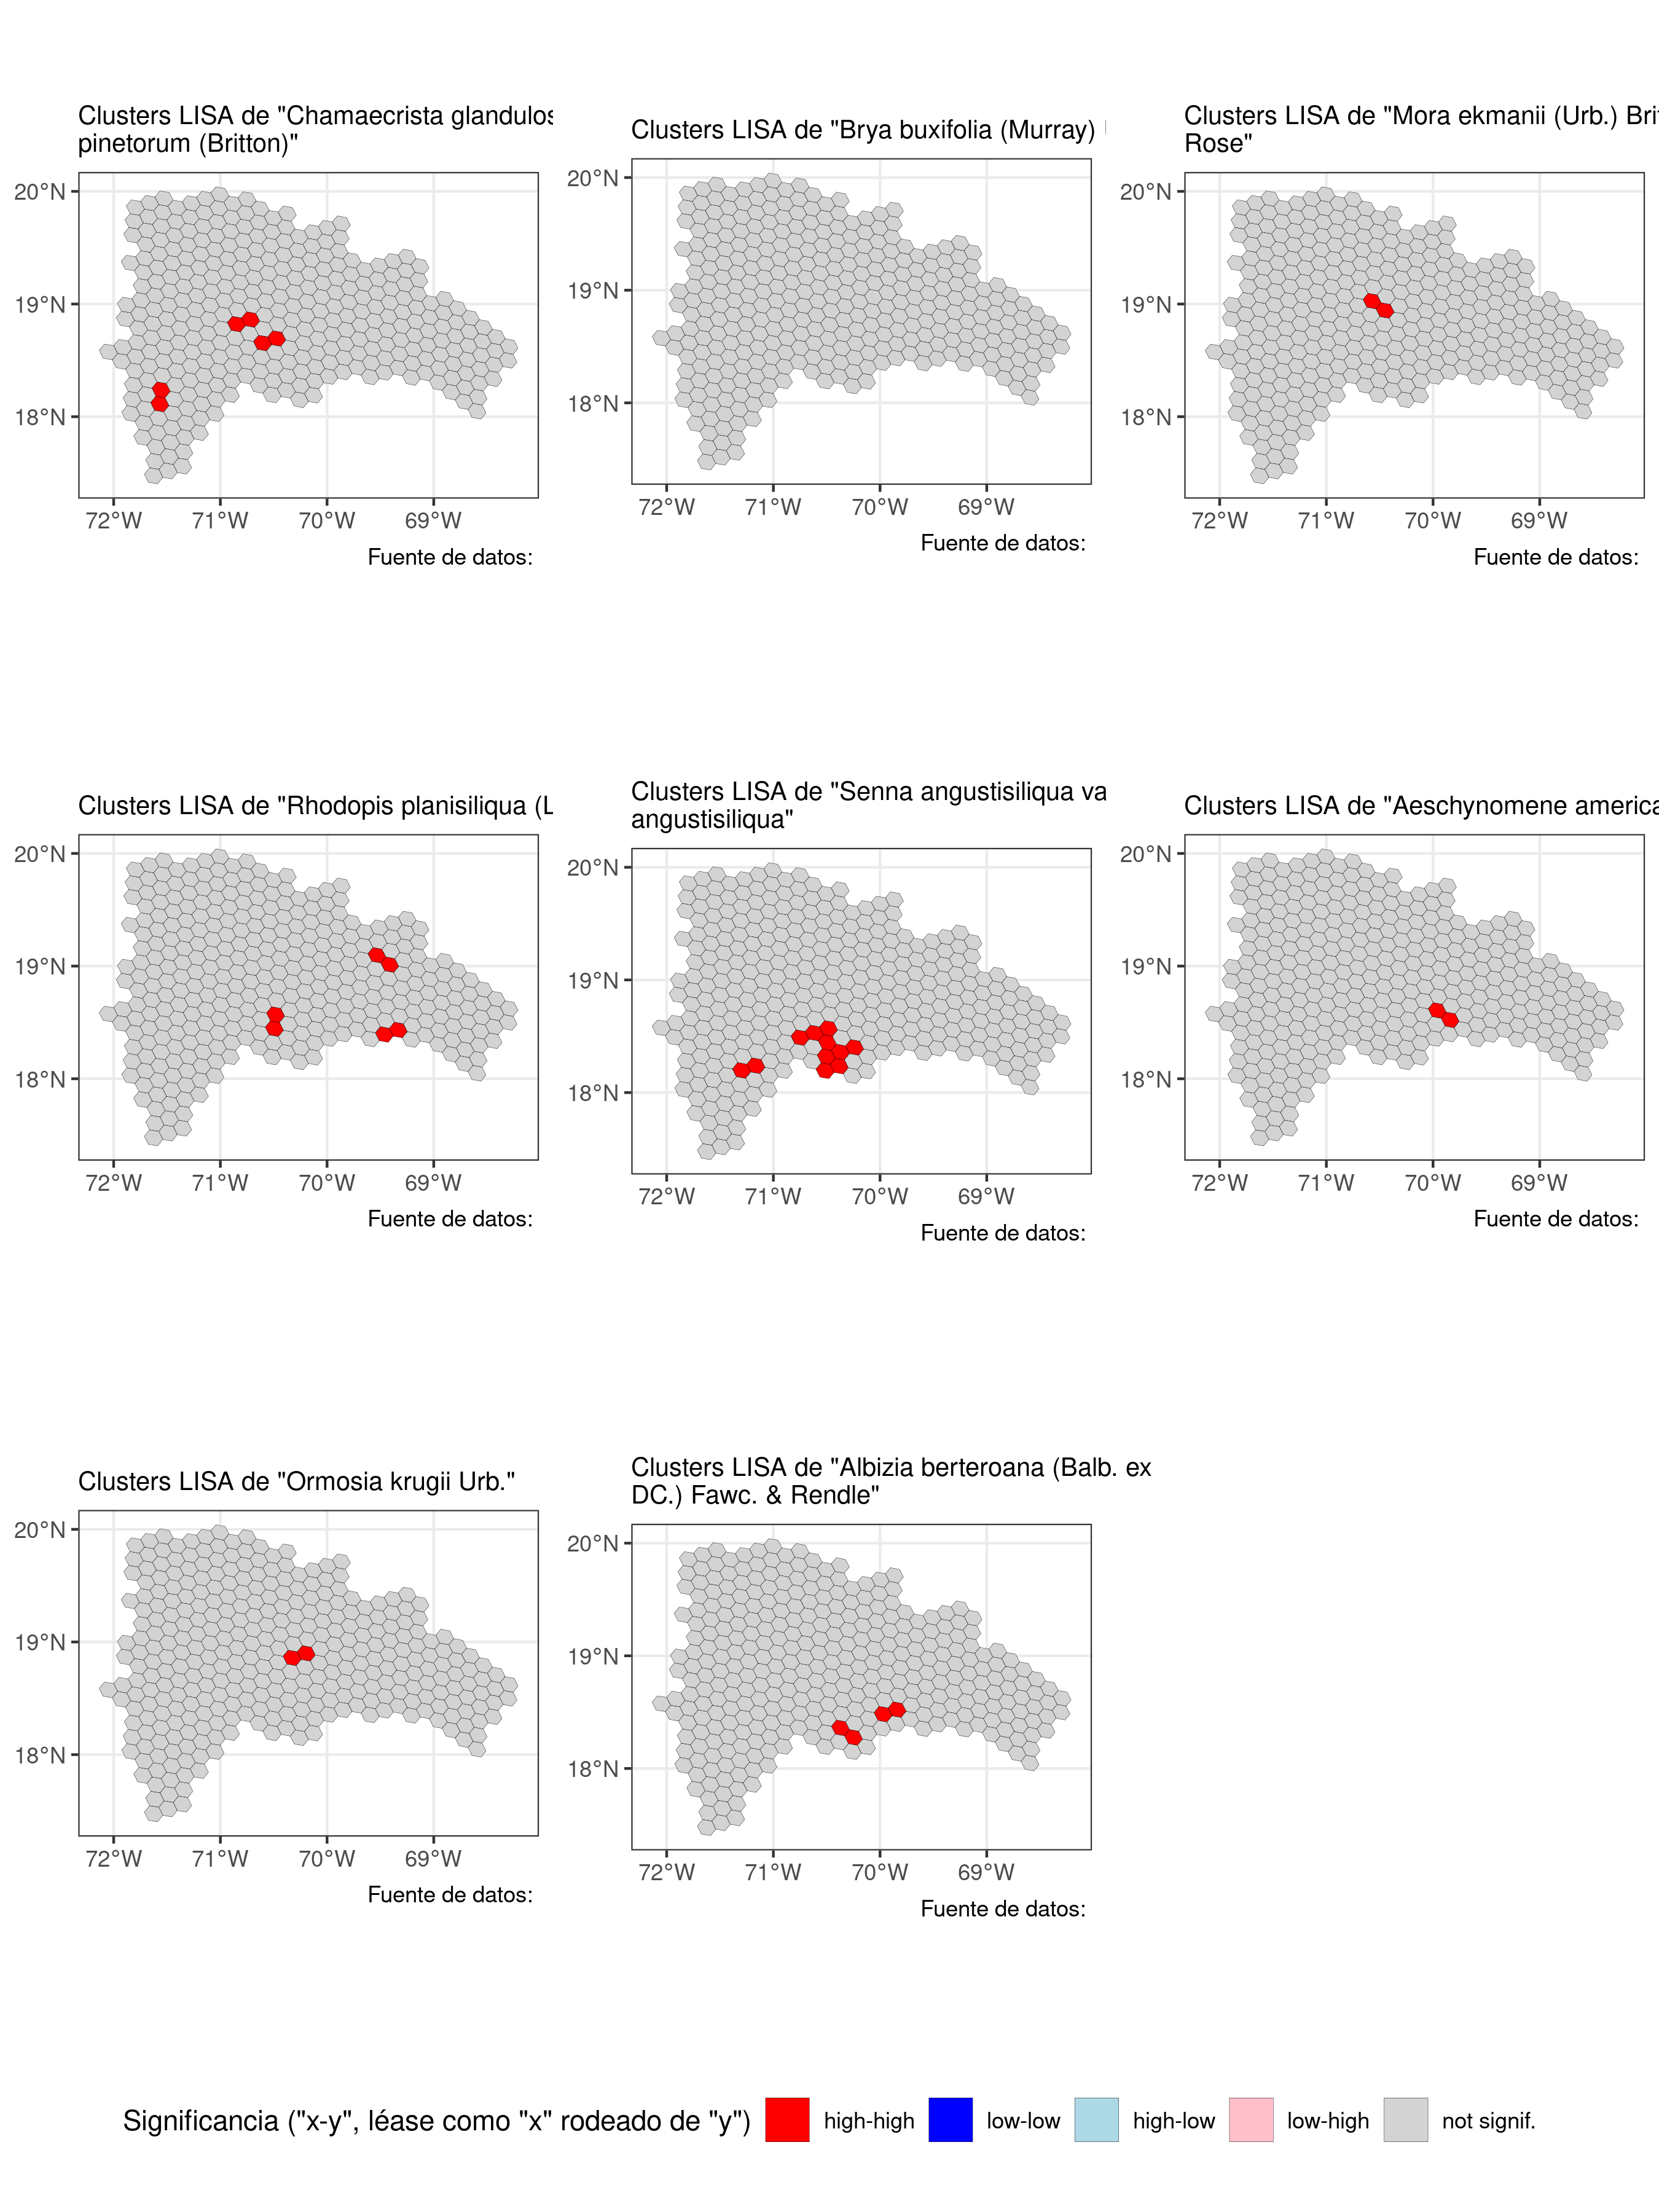 Clusters LISA de "Chamaecrista glandulos
pinetorum (Britton)"
20°N
19°N
18°N
72°W 71°W 70°W 69°W
Fuente de datos:
Clusters LISA de "Brya buxifolia (Murray)
20°N
19°N
18°N
72°W 71°W 70°W 69°W
Fuente de datos:
Clusters LISA de "Mora ekmanii (Urb.) Brit
Rose"
20°N
19°N
18°N
72°W 71°W 70°W 69°W
Fuente de datos:
Clusters LISA de "Rhodopis planisiliqua (L
20°N
19°N
18°N
72°W 71°W 70°W 69°W
Fuente de datos:
Clusters LISA de "Senna angustisiliqua va
angustisiliqua"
20°N
19°N
18°N
72°W 71°W 70°W 69°W
Fuente de datos:
Clusters LISA de "Aeschynomene america
20°N
19°N
18°N
72°W 71°W 70°W 69°W
Fuente de datos:
Clusters LISA de "Ormosia krugii Urb."
20°N
19°N
18°N
72°W 71°W 70°W 69°W
Fuente de datos:
Clusters LISA de "Albizia berteroana (Balb. ex
DC.) Fawc. & Rendle"
20°N
19°N
18°N
72°W 71°W 70°W 69°W
Fuente de datos:
Significancia ("x-y", léase como "x" rodeado de "y") high-high low-low high-low low-high not signif.